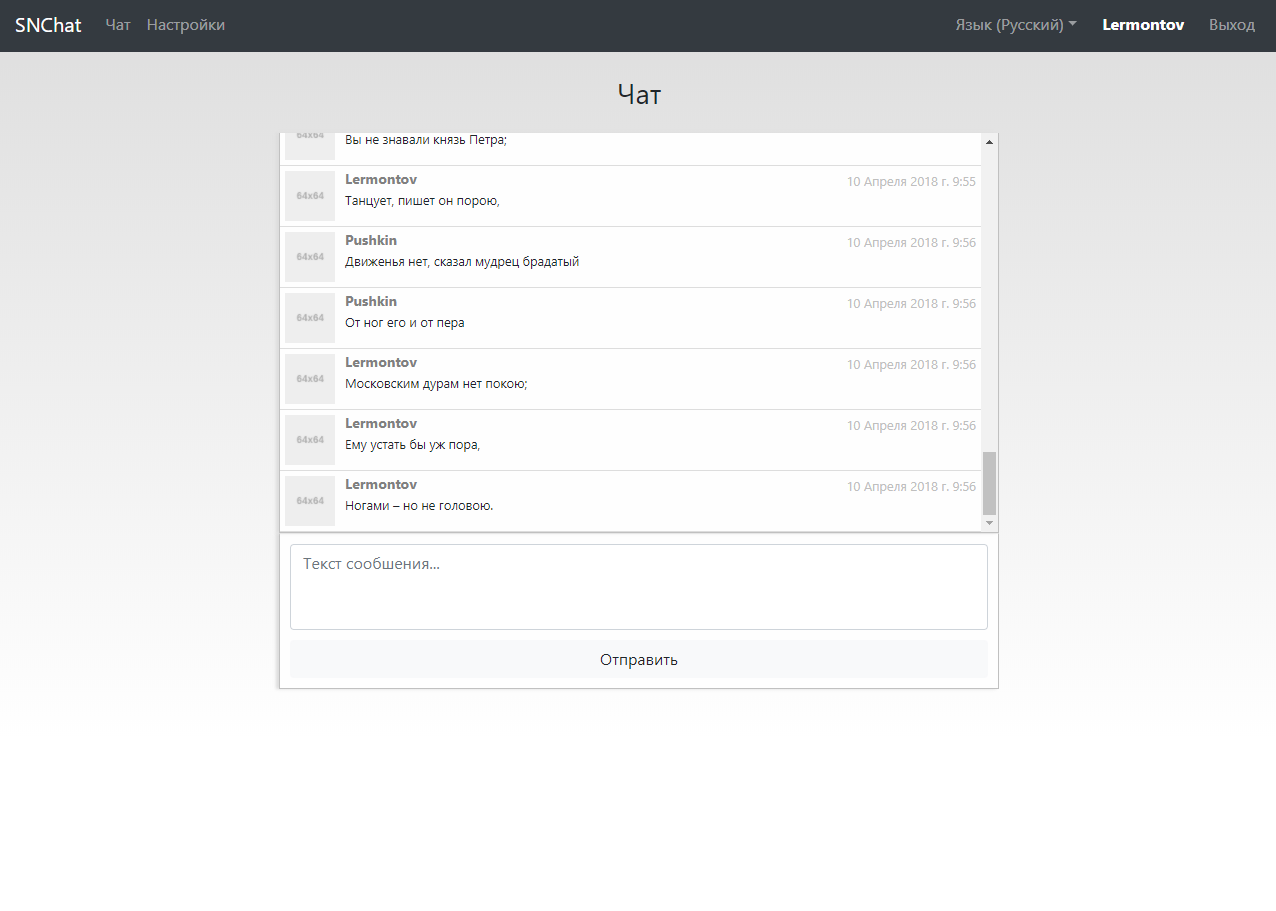 SNChat Чат Настройки Язык (Русский) Lermontov Выход
Чат
64x64
Вы не знавали князь Петра;
Lermontov 10 Апреля 2018 г. 9:55
64x64
Танцует, пишет он порою,
Pushkin 10 Апреля 2018 г. 9:56
64x64
Движенья нет, сказал мудрец брадатый
Pushkin 10 Апреля 2018 г. 9:56
64x64
От ног его и от пера
Lermontov 10 Апреля 2018 г. 9:56
64x64
Московским дурам нет покою;
Lermontov 10 Апреля 2018 г. 9:56
64x64
Ему устать бы уж пора,
Lermontov 10 Апреля 2018 г. 9:56
64x64
Ногами – но не головою.
Текст сообшения...
Отправить